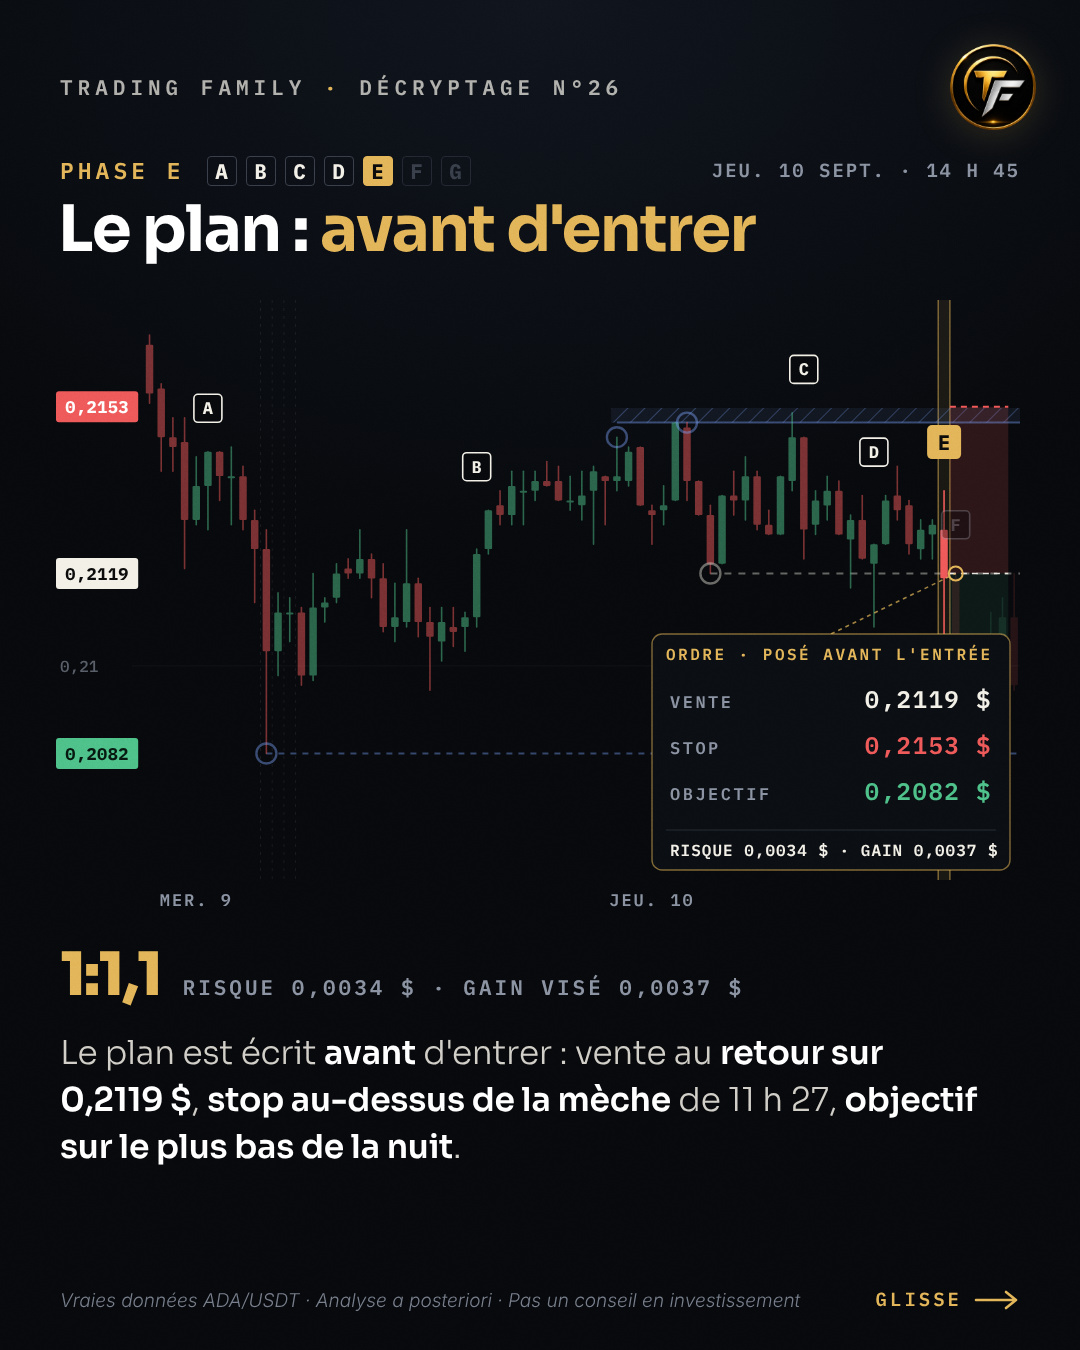 TRADING FAMILY · DÉCRYPTAGE N°26
TF
PHASE E A B C D E F G
JEU. 10 SEPT. · 14 H 45
Le plan : avant d'entrer
C
0,2153
A
E
D
B
F
0,2119
ORDRE · POSÉ AVANT L'ENTRÉE
0,21
VENTE 0,2119 $
STOP 0,2153 $
0,2082
OBJECTIF 0,2082 $
RISQUE 0,0034 $ · GAIN 0,0037 $
MER. 9
JEU. 10
1:1,1 RISQUE 0,0034 $ · GAIN VISÉ 0,0037 $
Le plan est écrit avant d'entrer : vente au retour sur
0,2119 $, stop au-dessus de la mèche de 11 h 27, objectif
sur le plus bas de la nuit.
Vraies données ADA/USDT · Analyse a posteriori · Pas un conseil en investissement
GLISSE →